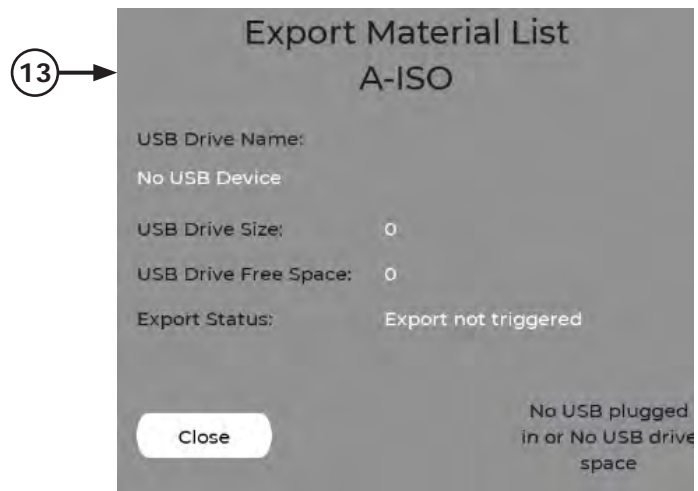 Export Material List
13
A-ISO
USB Drive Name:
No USB Device
USB Drive Size: 0
USB Drive Free Space: 0
Export Status: Export not triggered
Close
No USB plugged
in or No USB drive
space